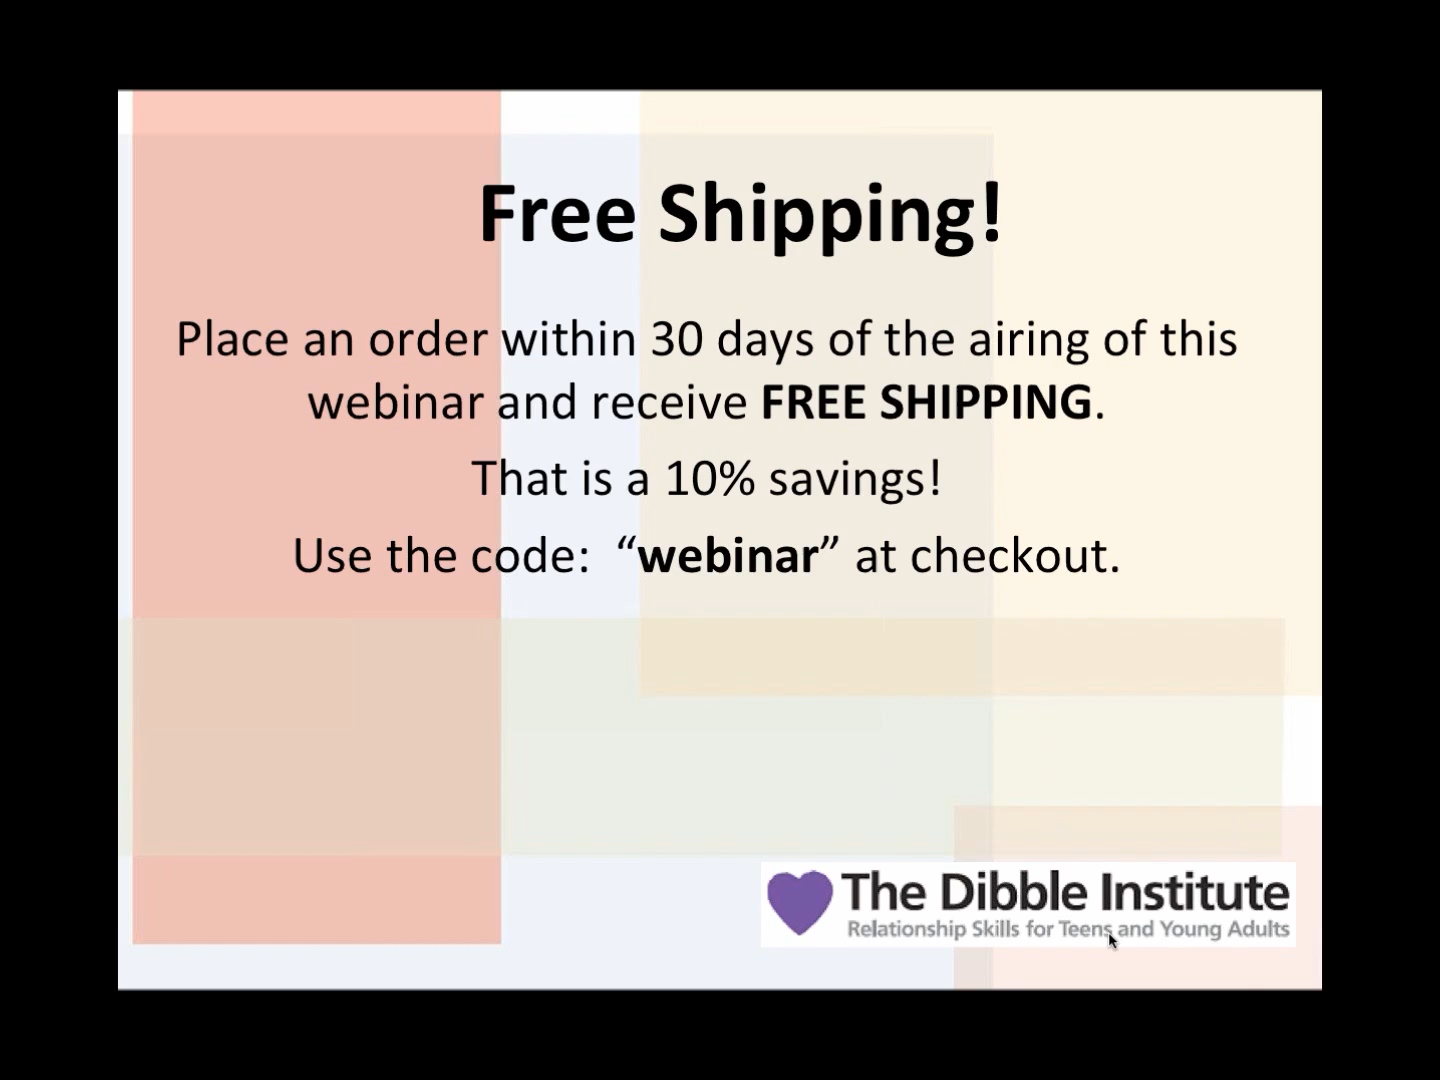 Free Shipping!
Place an order within 30 days of the airing of this
webinar and receive FREE SHIPPING.
That is a 10% savings!
Use the code:  “webinar” at checkout.
The Dibble Institute
Relationship Skills for Teens and Young Adults